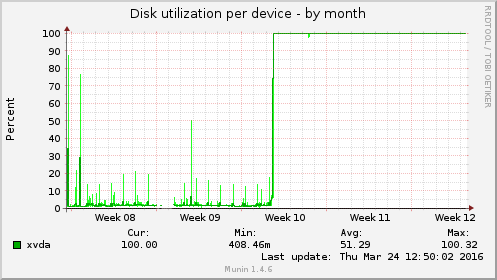 Disk utilization per device - by month
RRDTOOL / TOBI OETIKER
Percent
100
90
80
70
60
50
40
30
20
10
0
Week 08 Week 09 Week 10 Week 11 Week 12
Cur: Min: Avg: Max:
xvda 100.00 408.46m 51.29 100.32
Last update: Thu Mar 24 12:50:02 2016
Munin 1.4.6